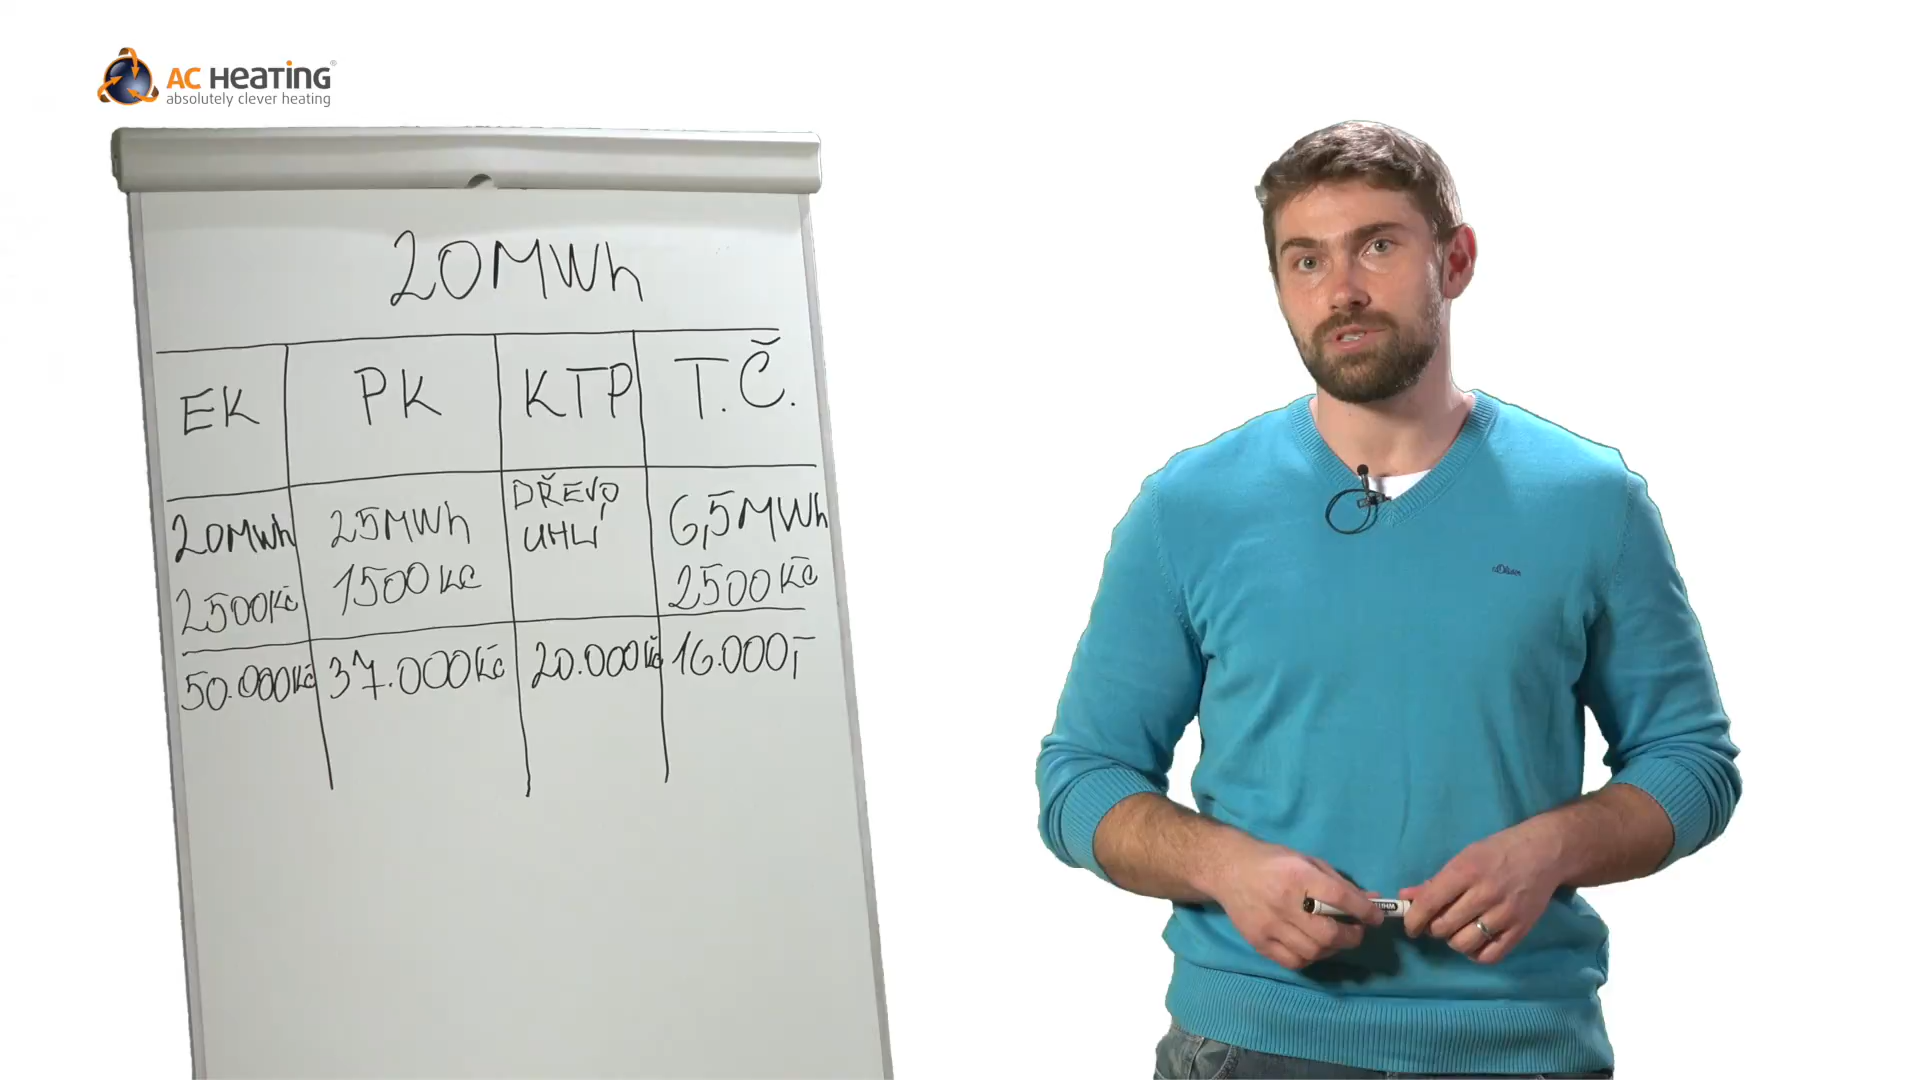 AC Heating®
absolutely clever heating
20MWh
EK PK KTP T.Č.
20MWh 25MWh DŘEVO, 6,5MWh
UHLÍ
2500Kč 1500Kč 2500Kč
50.000Kč 37.000Kč 20.000Kč 16.000,-
s.Oliver